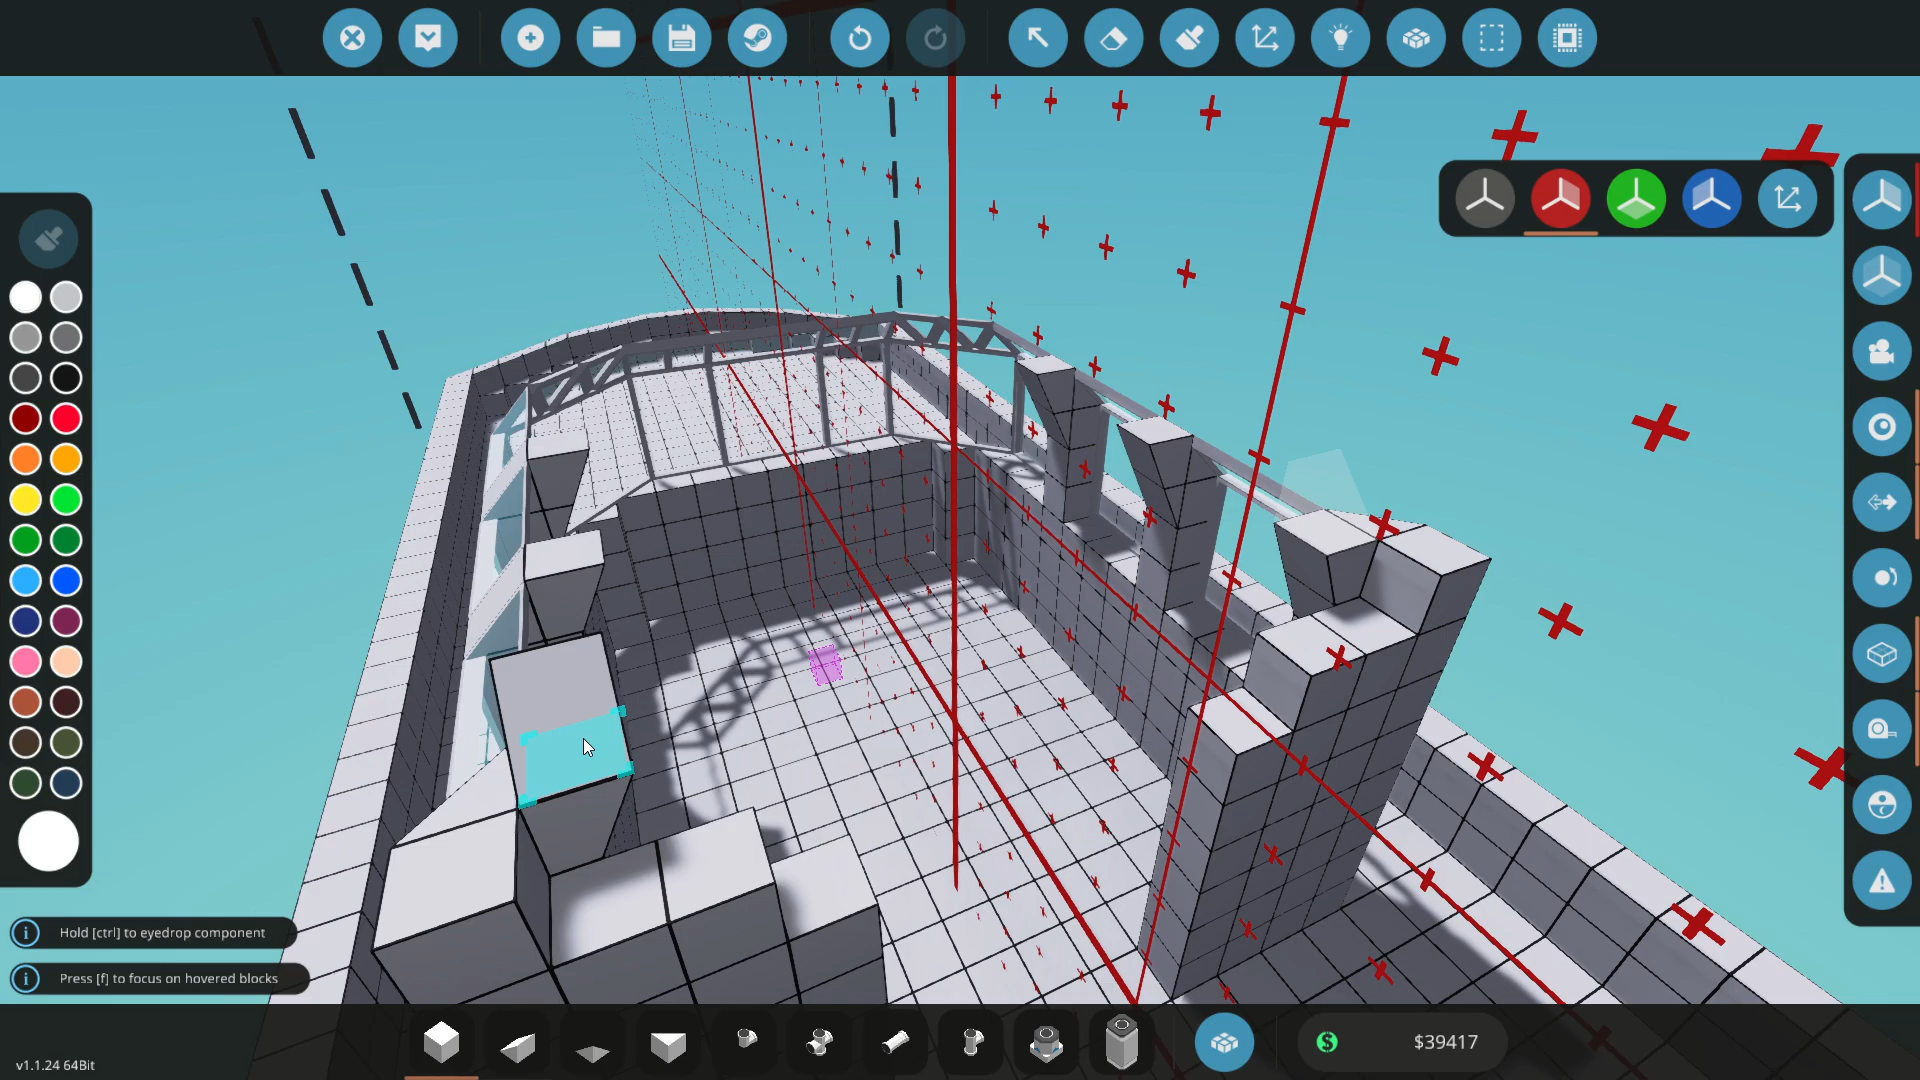 Hold [ctrl] to eyedrop component
Press [f] to focus on hovered blocks
v1.1.24 64Bit
$39417